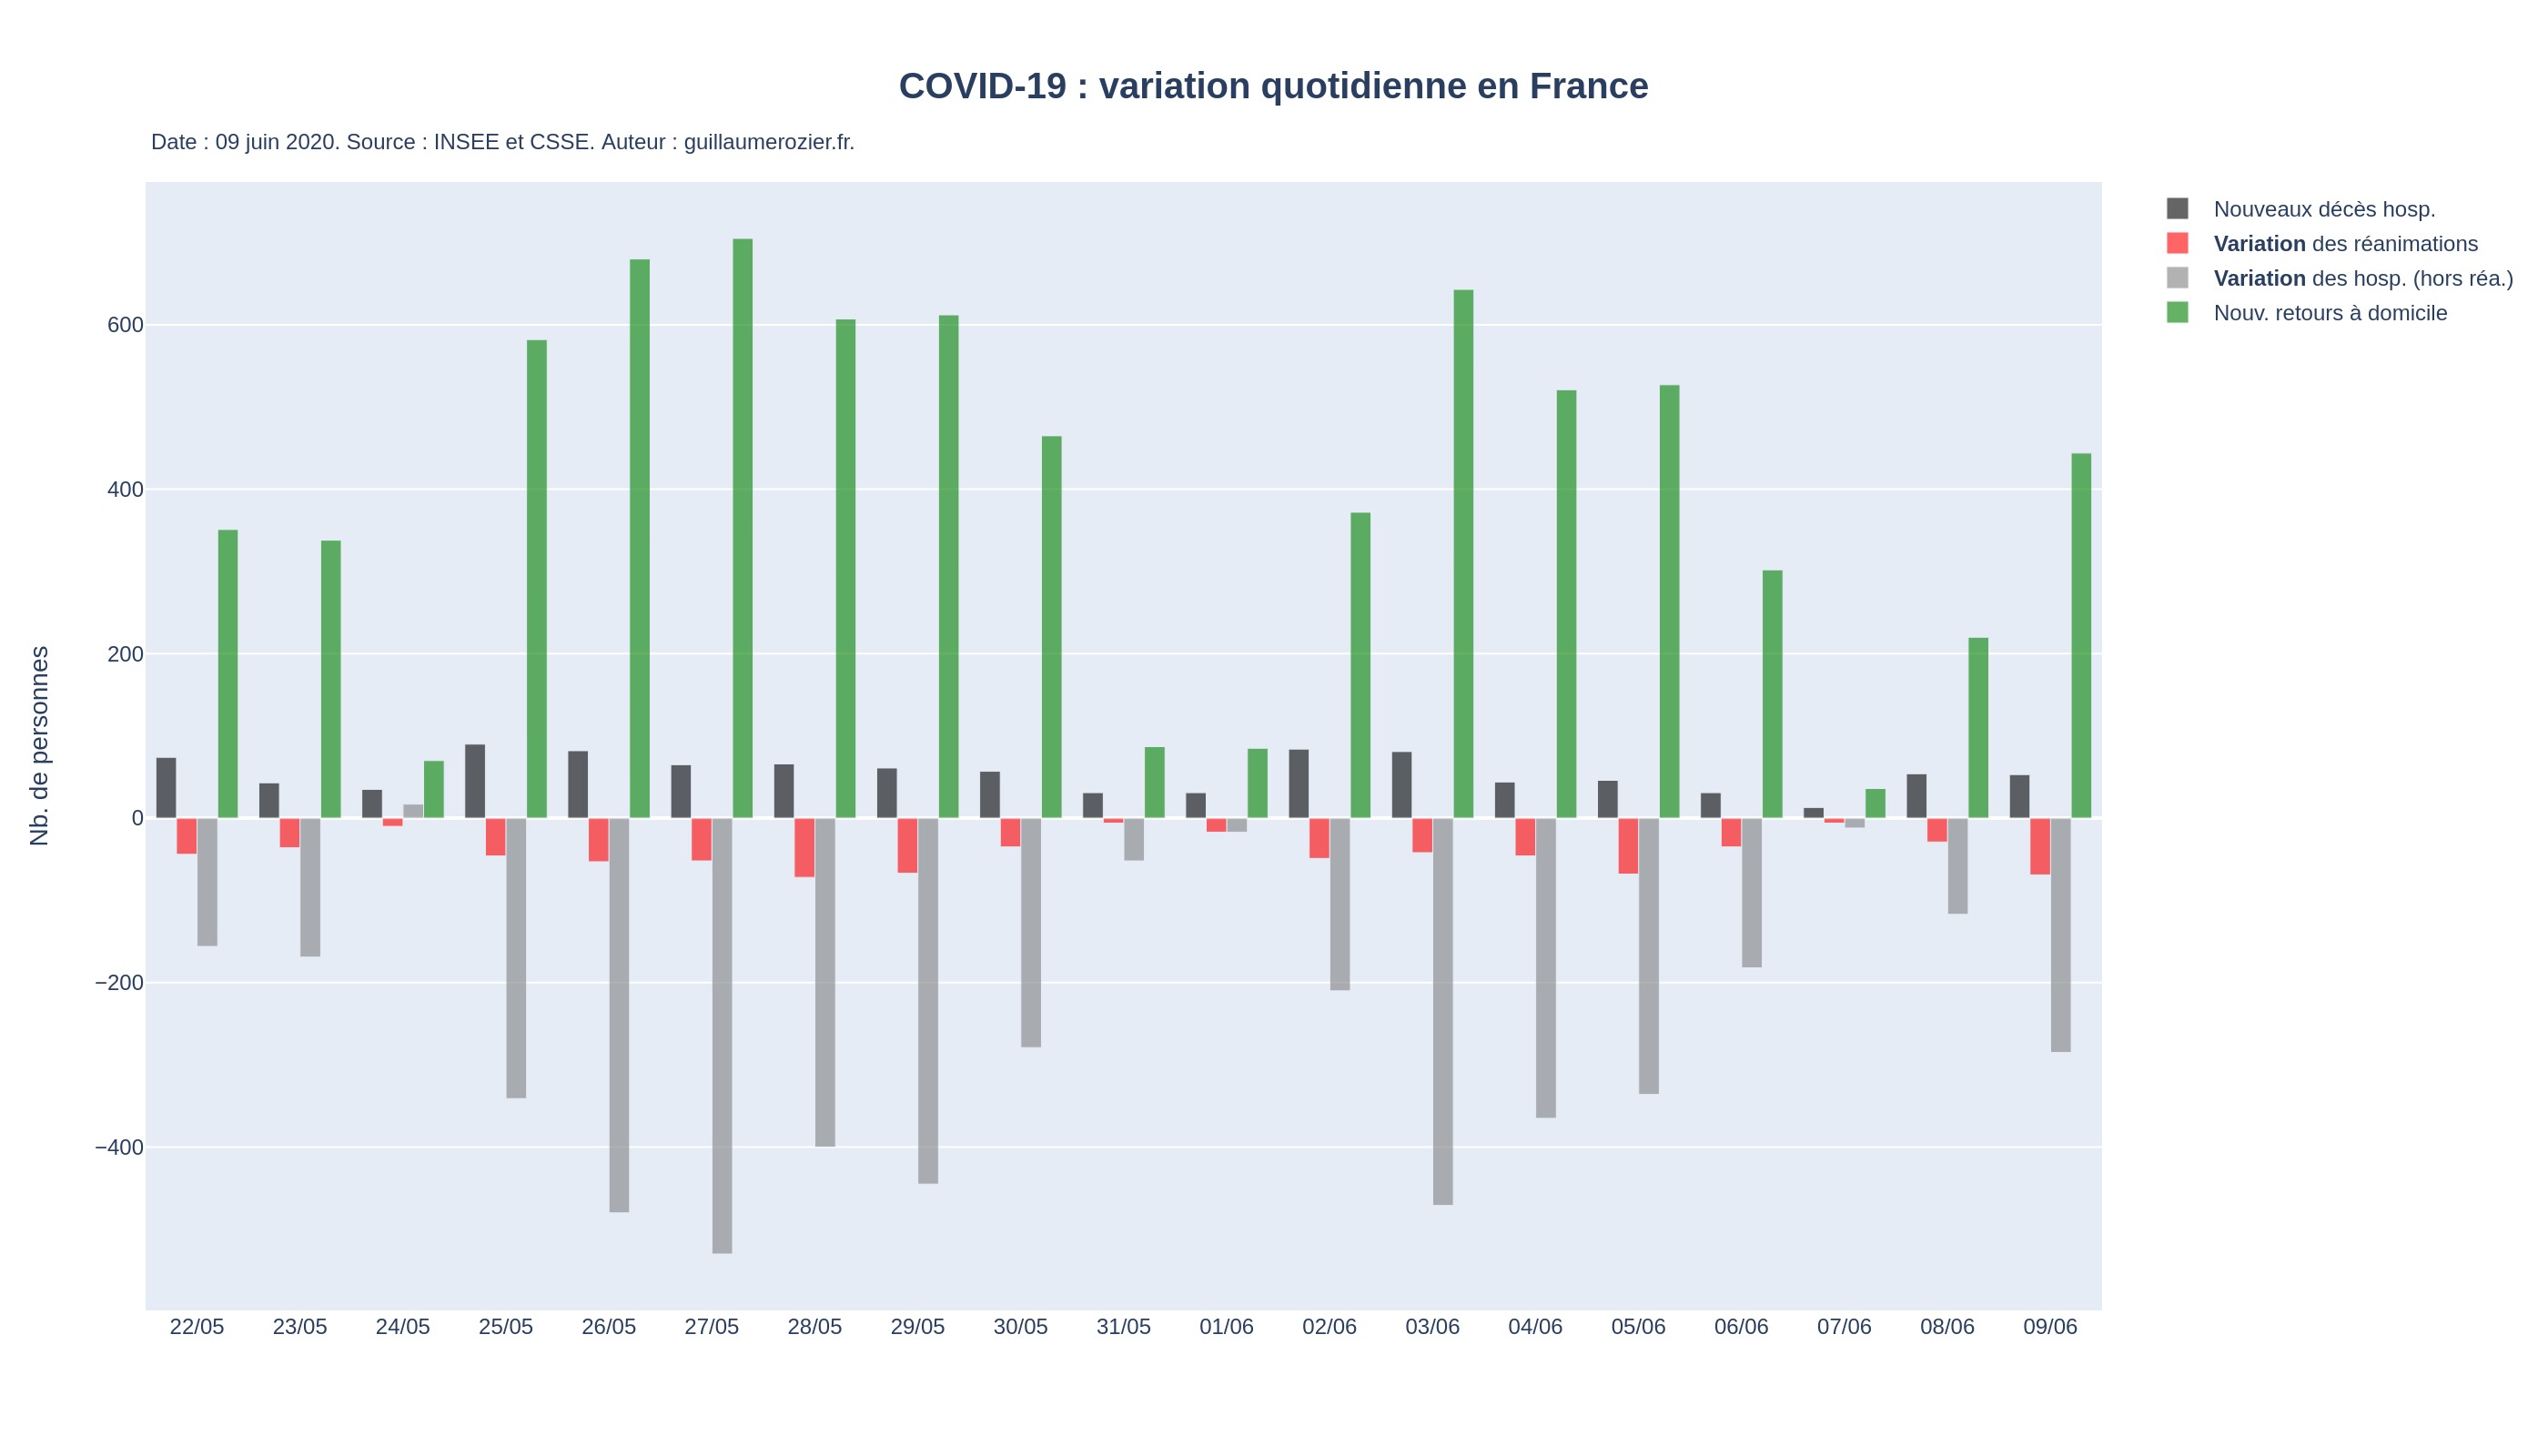 COVID-19 : variation quotidienne en France
Date : 09 juin 2020. Source : INSEE et CSSE. Auteur : guillaumerozier.fr.
Nouveaux décès hosp.
Variation des réanimations
Variation des hosp. (hors réa.)
Nouv. retours à domicile
Nb. de personnes
600
400
200
0
−200
−400
22/05 23/05 24/05 25/05 26/05 27/05 28/05 29/05 30/05 31/05 01/06 02/06 03/06 04/06 05/06 06/06 07/06 08/06 09/06